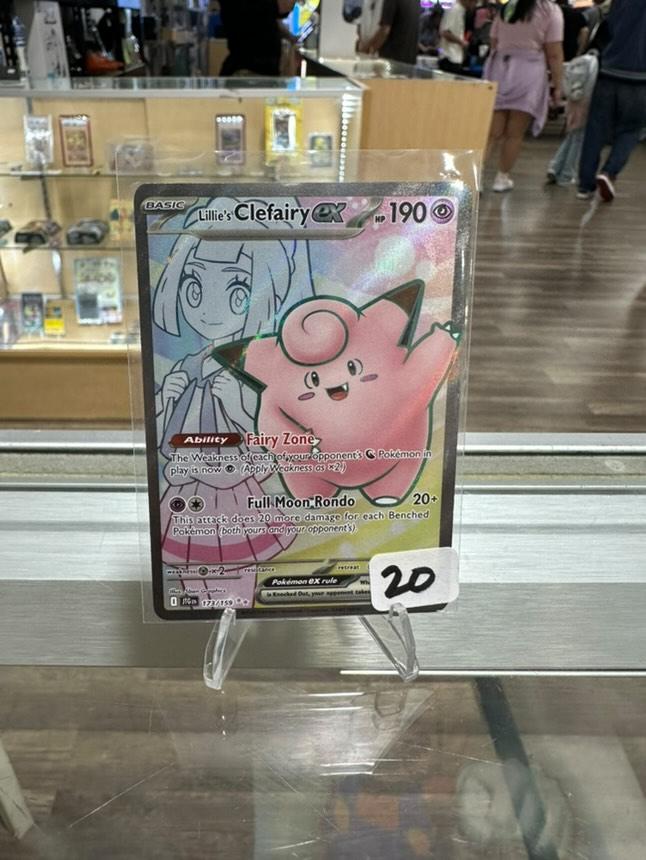 BASIC Lillie's Clefairy ex HP 190
Ability Fairy Zone
The Weakness of each of your opponent's Pokémon in
play is now (Apply Weakness as ×2.)
Full Moon Rondo 20+
This attack does 20 more damage for each Benched
Pokémon (both yours and your opponent's).
weakness ×2 resistance retreat
Pokémon ex rule
is Knocked Out, your opponent takes
173/159
20